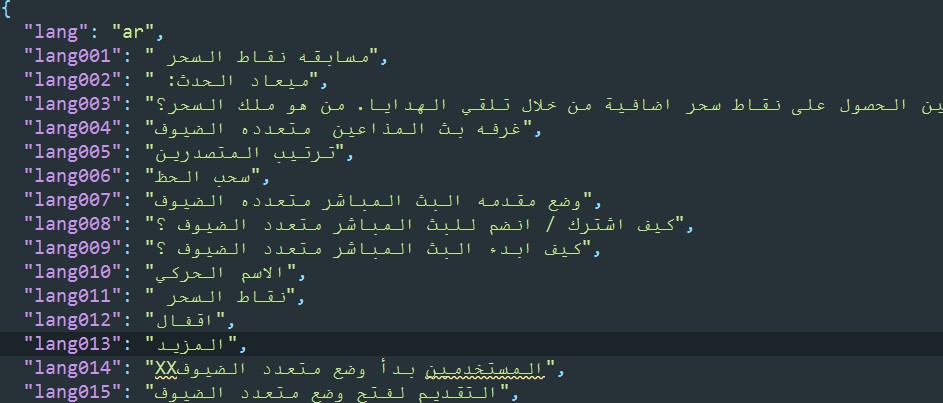 {
"lang": "ar",
"lang001": "مسابقه نقاط السحر ",
"lang002": "ميعاد الحدث: ",
"lang003": "ين الحصول على نقاط سحر اضافية من خلال تلقي الهدايا. من هو ملك السحر؟"
"lang004": "غرفه بث المذاعين  متعدده الضيوف",
"lang005": "ترتيب المتصدرين",
"lang006": "سحب الحظ",
"lang007": "وضع مقدمه البث المباشر متعدده الضيوف",
"lang008": "كيف اشترك / انضم للبث المباشر متعدد الضيوف ؟",
"lang009": "كيف ابدء البث المباشر متعدد الضيوف ؟",
"lang010": "الاسم الحركي",
"lang011": "نقاط السحر ",
"lang012": "اقفال",
"lang013": "المزيد",
"lang014": "المستخدمين بدأ وضع متعدد الضيوفXX",
"lang015": "التقديم لفتح وضع متعدد الضيوف",